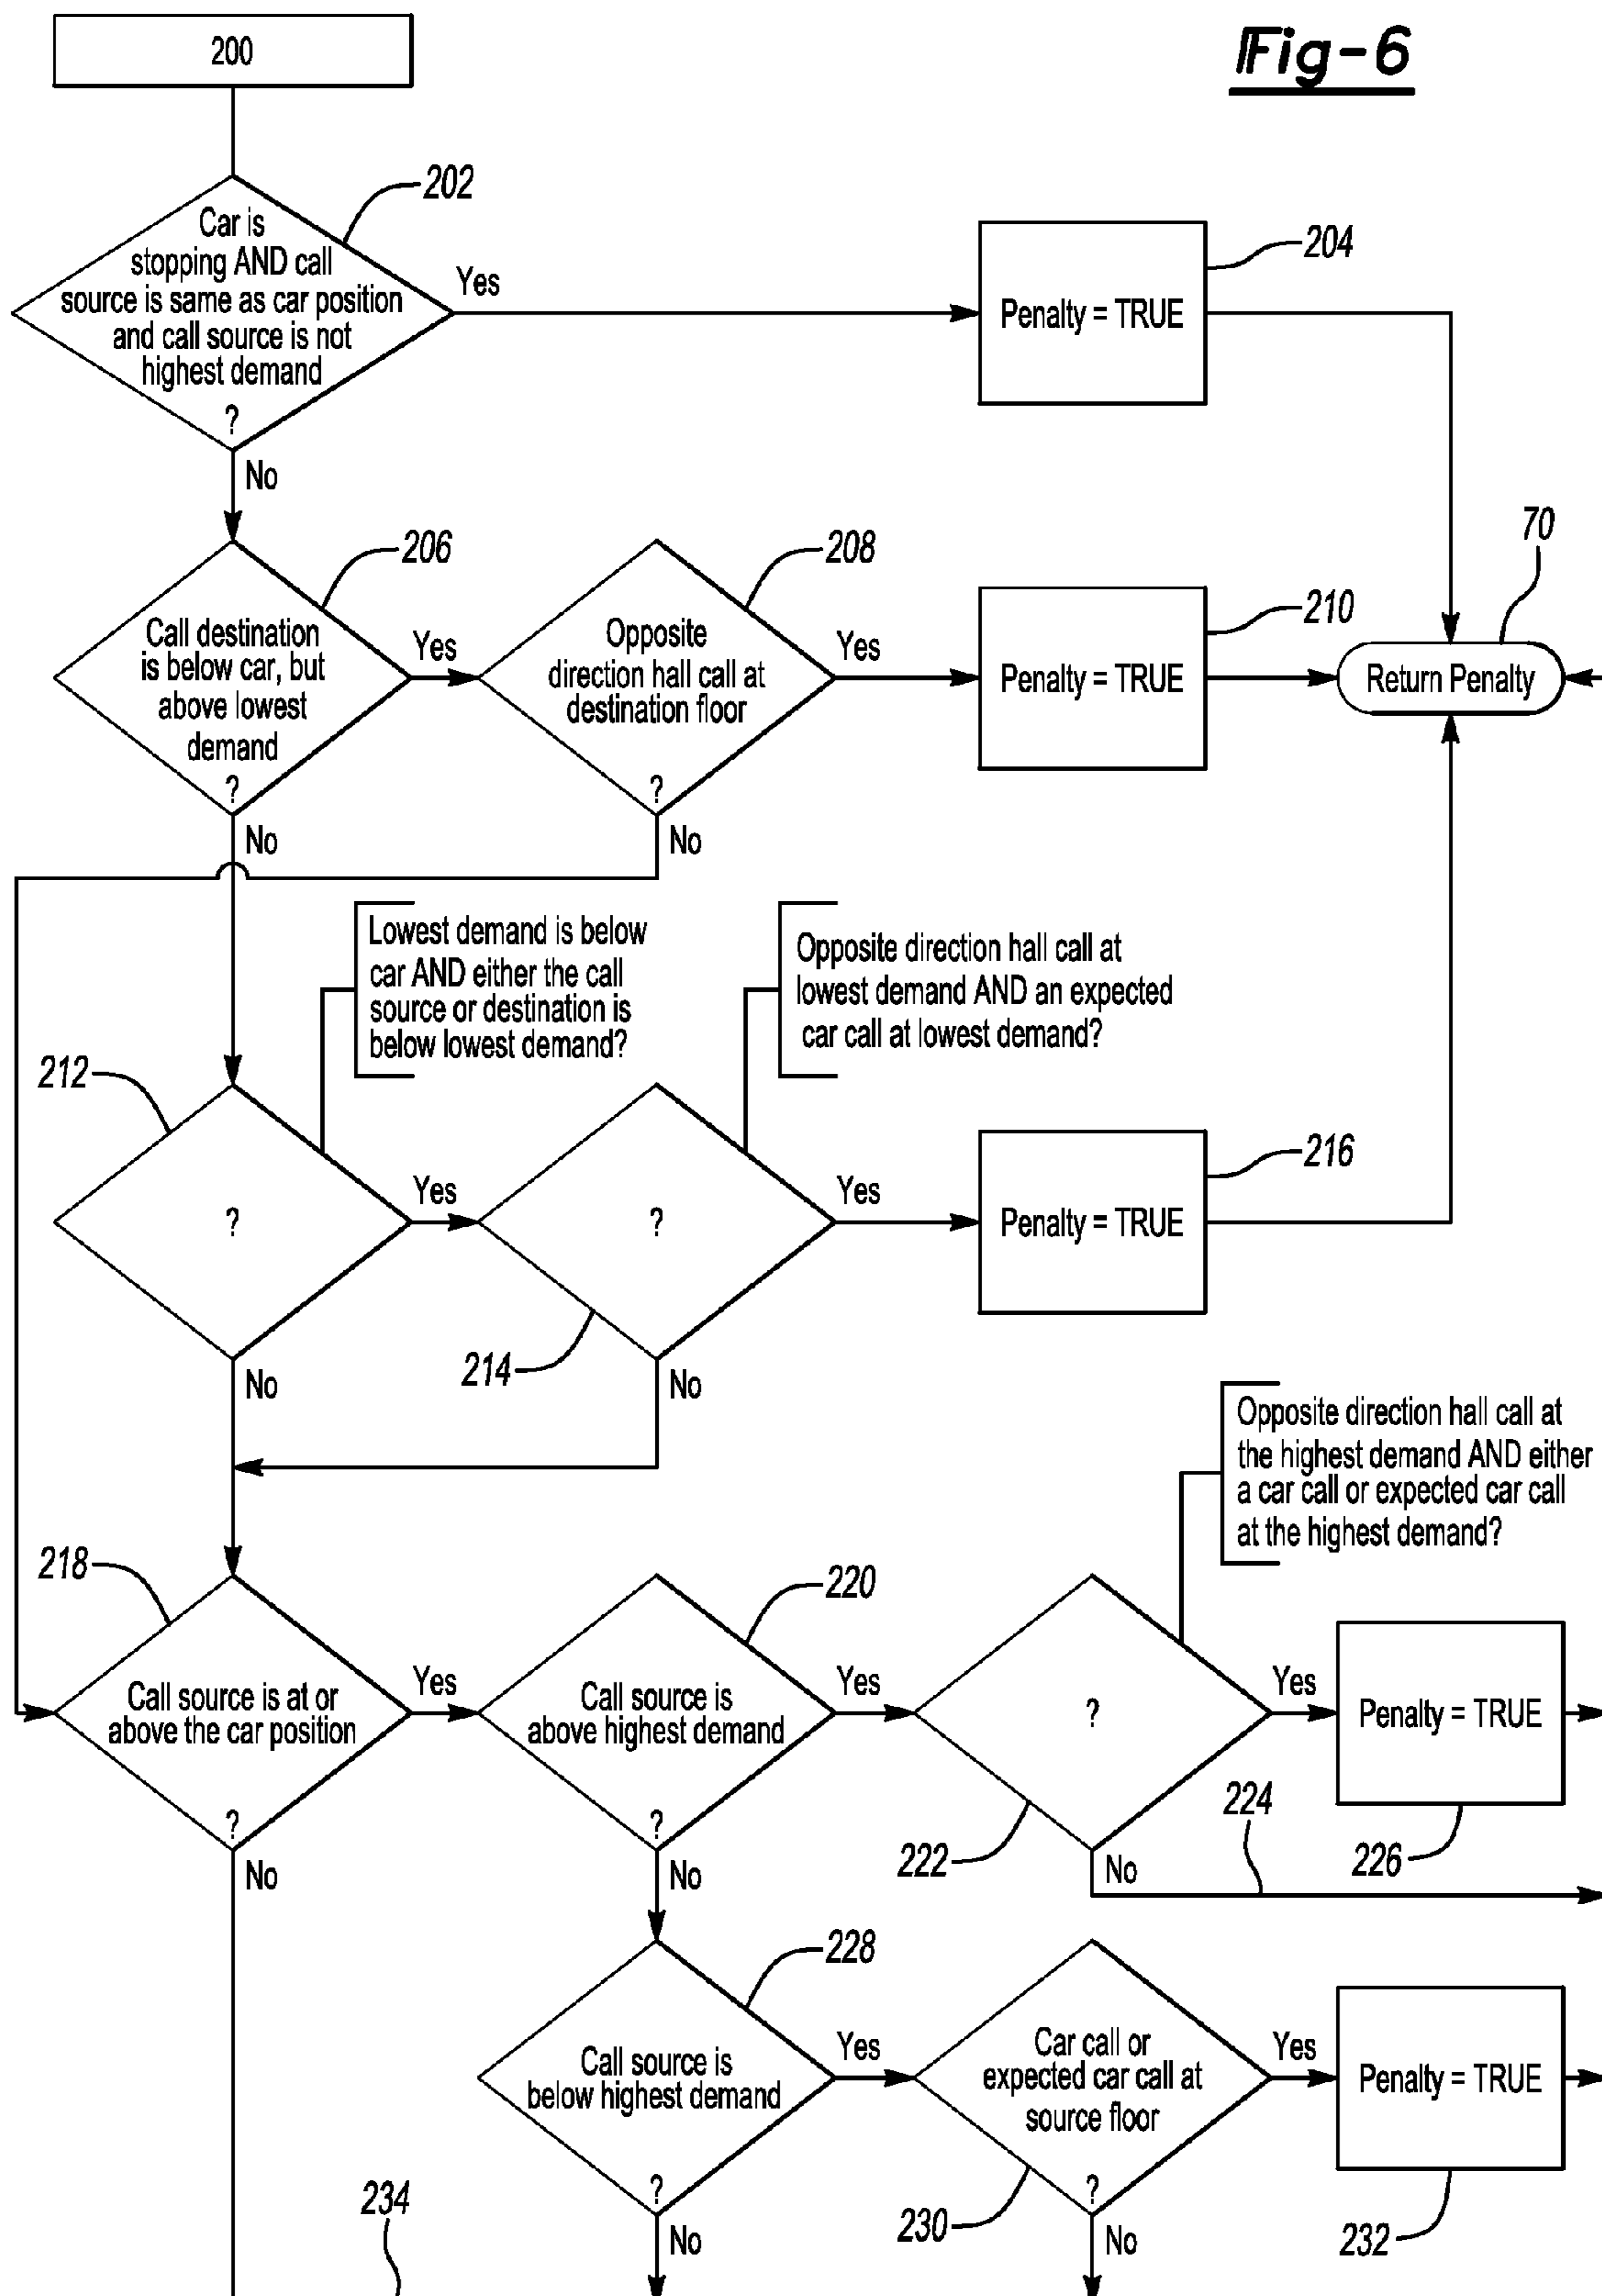 Fig-6
200
202
Car is
stopping AND call
source is same as car position
and call source is not
highest demand
?
Yes
No
204
Penalty = TRUE
206
Call destination
is below car, but
above lowest
demand
?
Yes
No
208
Opposite
direction hall call at
destination floor
?
Yes
No
210
Penalty = TRUE
70
Return Penalty
Lowest demand is below
car AND either the call
source or destination is
below lowest demand?
Opposite direction hall call at
lowest demand AND an expected
car call at lowest demand?
212
?
Yes
No
214
?
Yes
No
216
Penalty = TRUE
Opposite direction hall call at
the highest demand AND either
a car call or expected car call
at the highest demand?
218
Call source is at or
above the car position
?
Yes
No
220
Call source is
above highest demand
?
Yes
No
222
?
Yes
No
224
Penalty = TRUE
226
228
Call source is
below highest demand
?
Yes
No
230
Car call or
expected car call at
source floor
?
Yes
No
Penalty = TRUE
232
234